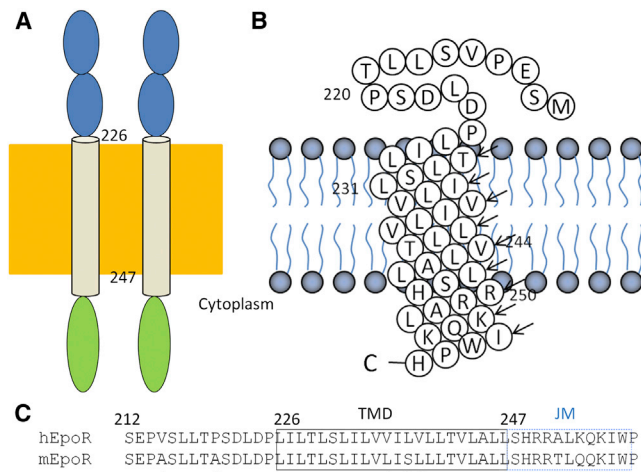 A
226
247
Cytoplasm
B
T L L S V P E S M
220 P S D L D
P
L I L
231 L S L T
V L I
V L I V
T L L
L A L V 244
H S L
L A R R 250
K Q K
C H P W I
C
212 226 TMD 247 JM
hEpoR SEPVSLLTPSDLDPLILTLSLILVVILVLLTVLALLSHRRALKQKIWP
mEpoR SEPASLLTASDLDPLILTLSLILVLISLLLTVLALLSHRRTLQQKIWP